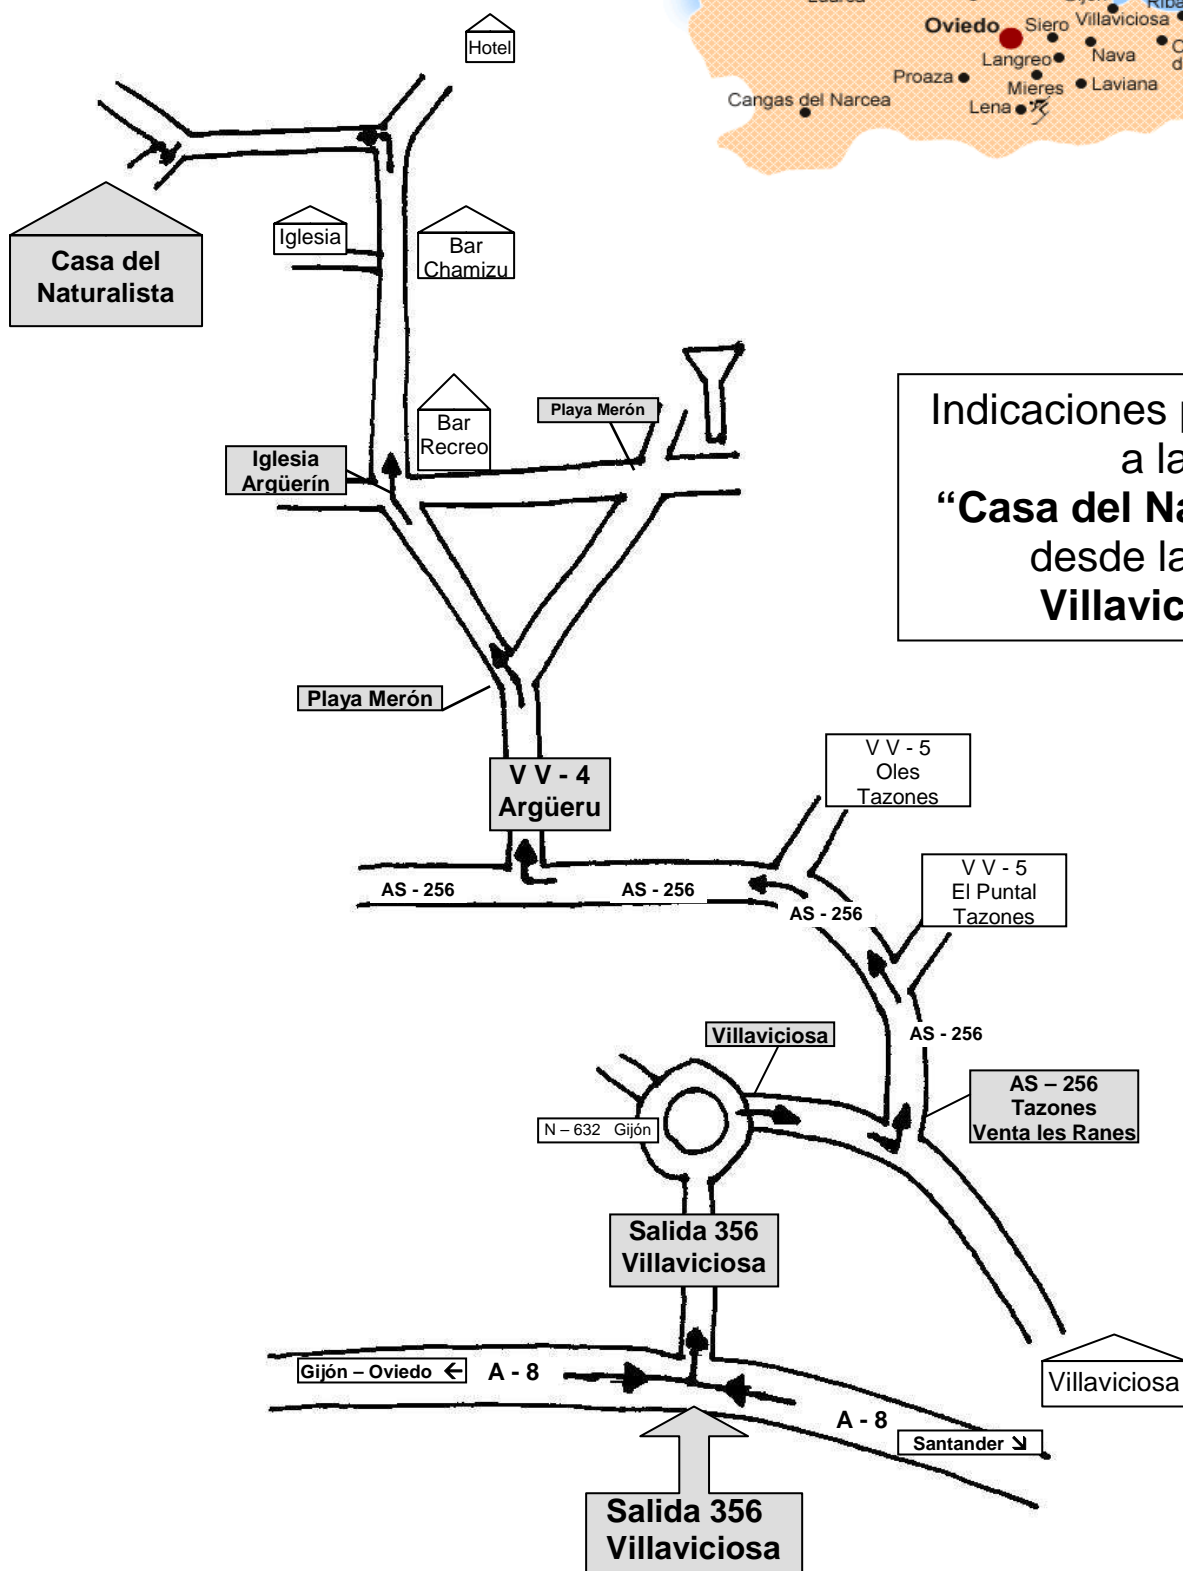 Oviedo
Siero
Villaviciosa
Langreo
Nava
Proaza
Mieres
Laviana
Cangas del Narcea
Lena
Hotel
Casa del
Naturalista
Iglesia
Bar
Chamizu
Bar
Recreo
Playa Merón
Iglesia
Argüerín
Indicaciones
a la
“Casa del
desde la
Playa Merón
V V - 4
Argüeru
V V - 5
Oles
Tazones
V V - 5
El Puntal
Tazones
AS - 256
AS - 256
AS - 256
AS - 256
Villaviciosa
AS – 256
Tazones
Venta les Ranes
N – 632 Gijón
Salida 356
Villaviciosa
Gijón – Oviedo ←
A - 8
A - 8
Santander ↘
Villaviciosa
Salida 356
Villaviciosa